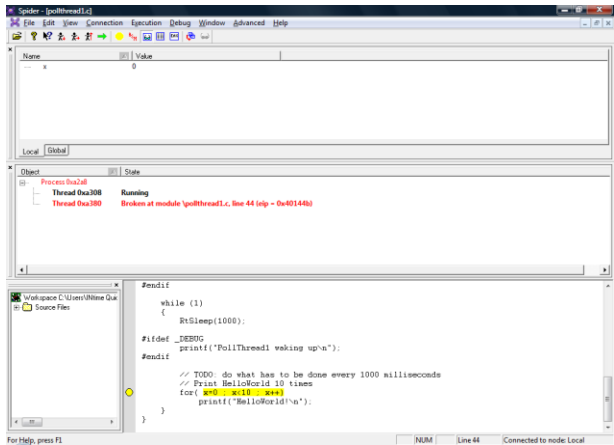 Spider - [pollthread1.c]
File Edit View Connection Execution Debug Window Advanced Help
Name Value
x 0
Local Global
Object State
Process 0xa2a8
Thread 0xa308 Running
Thread 0xa380 Broken at module \pollthread1.c, line 44 (eip = 0x40144b)
Workspace C:\Users\INtime Qui
Source Files
#endif
while (1)
{
RtSleep(1000);
#ifdef _DEBUG
printf("PollThread1 waking up\n");
#endif
// TODO: do what has to be done every 1000 milliseconds
// Print HelloWorld 10 times
for( x=0 ; x<10 ; x++)
printf("HelloWorld!\n");
}
}
For Help, press F1 NUM Line 44 Connected to node: Local